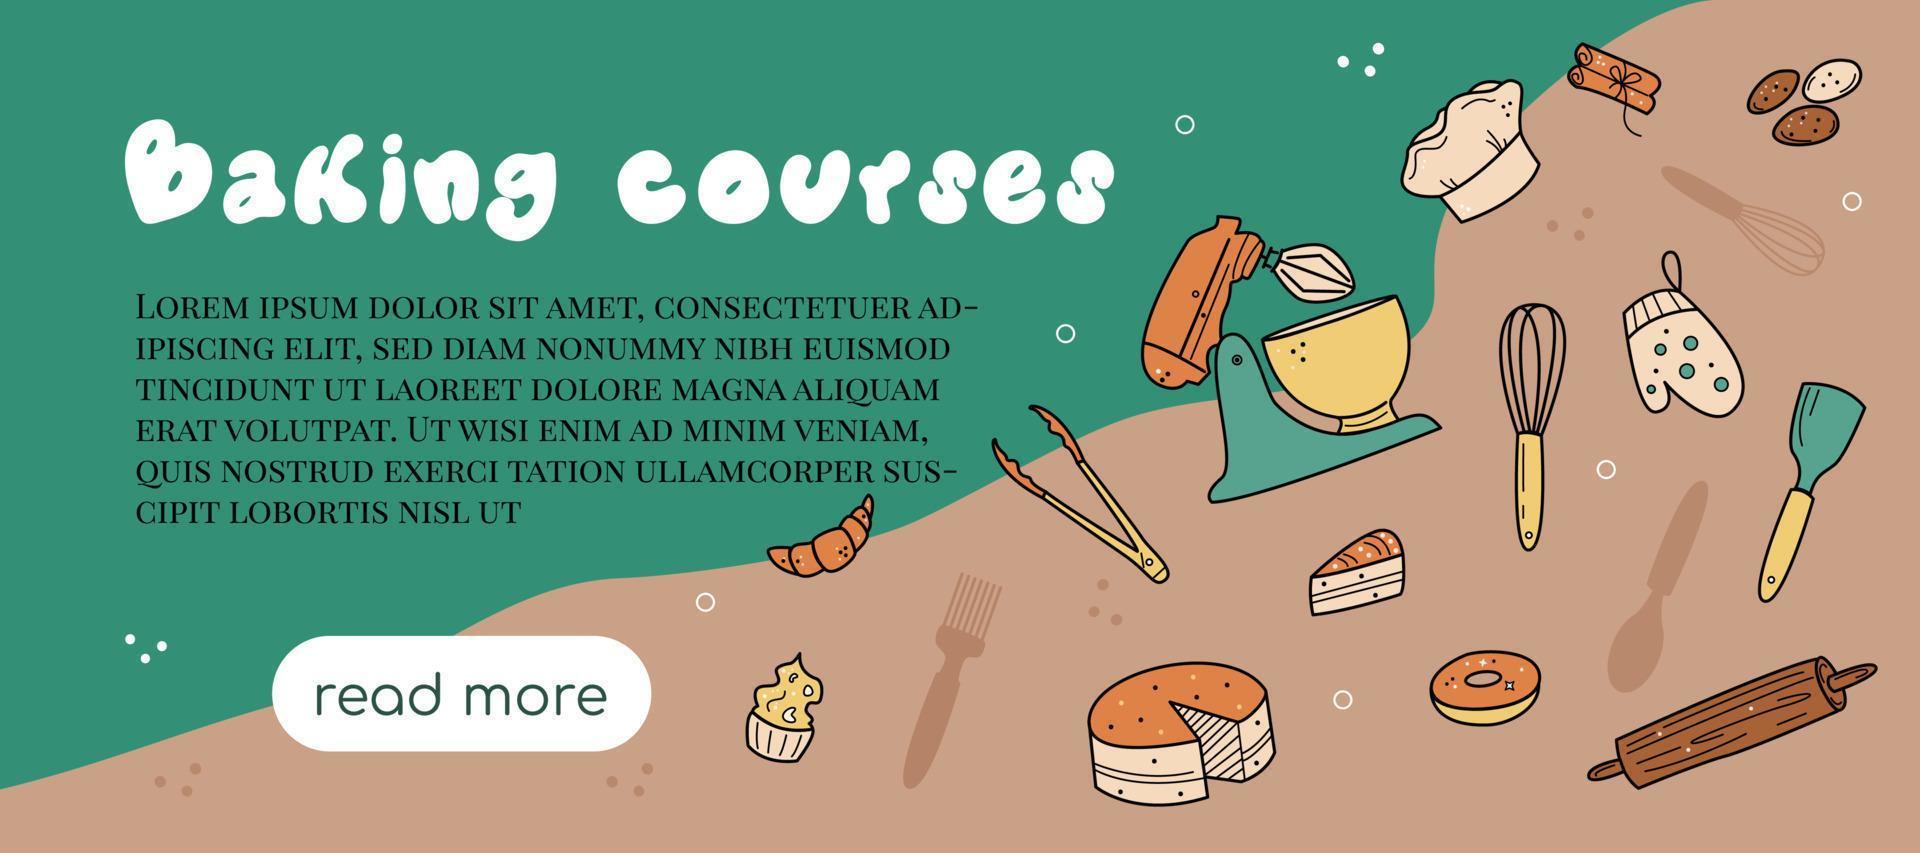 Baking courses
Lorem ipsum dolor sit amet, consectetuer ad-
ipiscing elit, sed diam nonummy nibh euismod
tincidunt ut laoreet dolore magna aliquam
erat volutpat. Ut wisi enim ad minim veniam,
quis nostrud exerci tation ullamcorper sus-
cipit lobortis nisl ut
read more